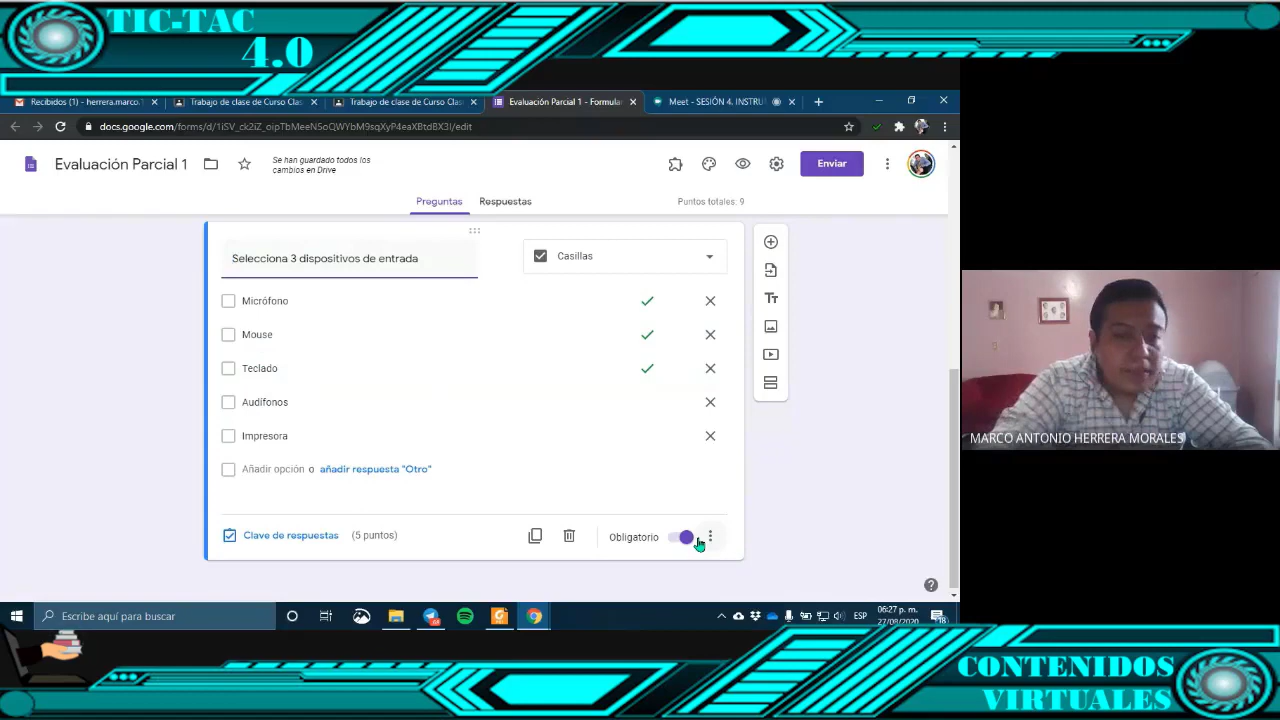 TIC-TAC
4.0
Recibidos (1) - herrera.marco.
Trabajo de clase de Curso Clas
Trabajo de clase de Curso Clas
Evaluación Parcial 1 - Formular
Meet - SESIÓN 4. INSTRU
docs.google.com/forms/d/1iSV_ck2iZ_oipTbMeeNSoQWYbM9sqXyP4eaXBtdBX3I/edit
Evaluación Parcial 1
Se han guardado todos los
cambios en Drive
Enviar
Preguntas
Respuestas
Puntos totales: 9
Selecciona 3 dispositivos de entrada
Casillas
Micrófono
Mouse
Teclado
Audífonos
Impresora
Añadir opción o añadir respuesta "Otro"
Clave de respuestas (5 puntos)
Obligatorio
MARCO ANTONIO HERRERA MORALES
Escribe aquí para buscar
ESP
06:27 p. m.
27/08/2020
CONTENIDOS
VIRTUALES